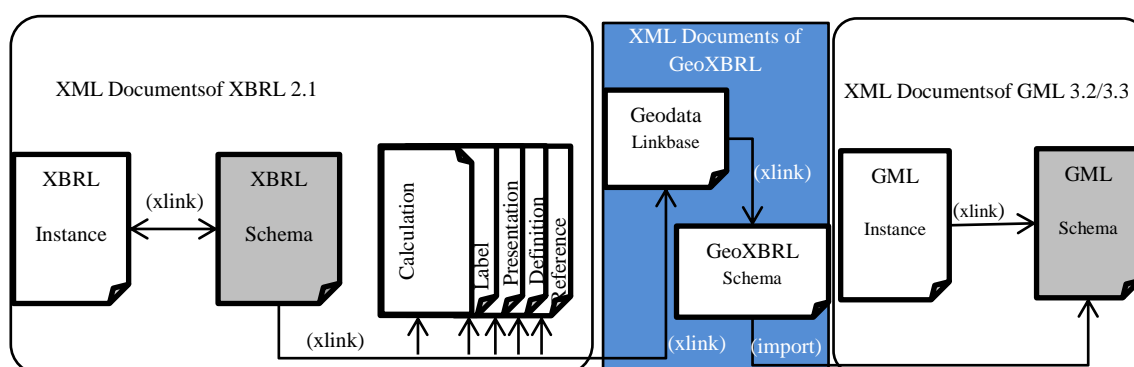 XML Documentsof XBRL 2.1
XBRL
Instance
(xlink)
XBRL
Schema
(xlink)
Calculation
Label
Presentation
Definition
Reference
XML Documents of
GeoXBRL
Geodata
Linkbase
(xlink)
GeoXBRL
Schema
(xlink)
(import)
XML Documentsof GML 3.2/3.3
GML
Instance
(xlink)
GML
Schema